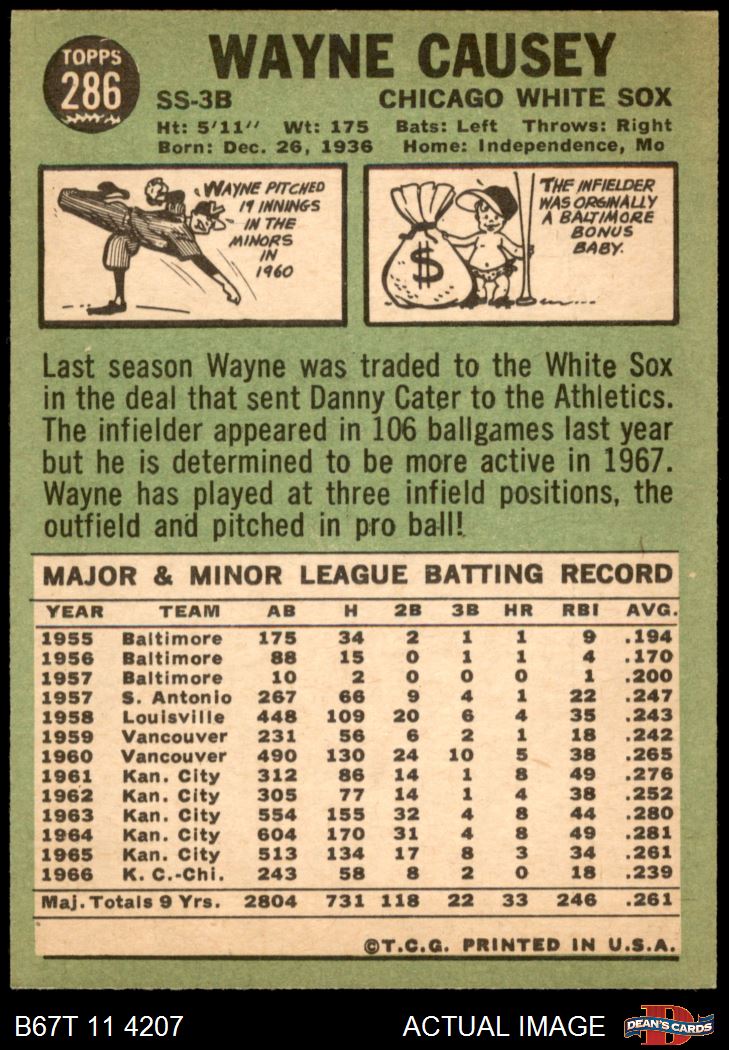 TOPPS
286
WAYNE CAUSEY
SS-3B CHICAGO WHITE SOX
Ht: 5'11" Wt: 175 Bats: Left Throws: Right
Born: Dec. 26, 1936 Home: Independence, Mo
WAYNE PITCHED
19 INNINGS
IN THE
MINORS
IN
1960
$
THE INFIELDER
WAS ORGINALLY
A BALTIMORE
BONUS
BABY.
Last season Wayne was traded to the White Sox
in the deal that sent Danny Cater to the Athletics.
The infielder appeared in 106 ballgames last year
but he is determined to be more active in 1967.
Wayne has played at three infield positions, the
outfield and pitched in pro ball!
MAJOR & MINOR LEAGUE BATTING RECORD
YEAR TEAM AB H 2B 3B HR RBI AVG.
1955 Baltimore 175 34 2 1 1 9 .194
1956 Baltimore 88 15 0 1 1 4 .170
1957 Baltimore 10 2 0 0 0 1 .200
1957 S. Antonio 267 66 9 4 1 22 .247
1958 Louisville 448 109 20 6 4 35 .243
1959 Vancouver 231 56 6 2 1 18 .242
1960 Vancouver 490 130 24 10 5 38 .265
1961 Kan. City 312 86 14 1 8 49 .276
1962 Kan. City 305 77 14 1 4 38 .252
1963 Kan. City 554 155 32 4 8 44 .280
1964 Kan. City 604 170 31 4 8 49 .281
1965 Kan. City 513 134 17 8 3 34 .261
1966 K. C.-Chi. 243 58 8 2 0 18 .239
Maj. Totals 9 Yrs. 2804 731 118 22 33 246 .261
©T.C.G. PRINTED IN U.S.A.
B67T 11 4207 ACTUAL IMAGE DEAN'S CARDS